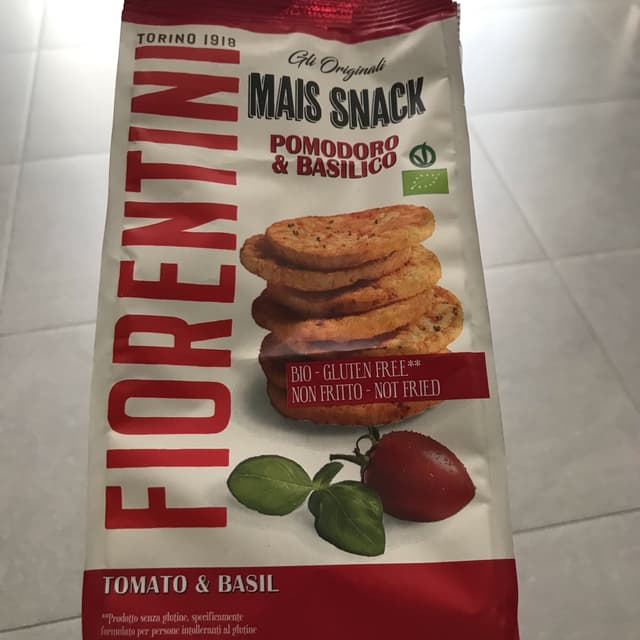 TORINO 1918
FIORENTINI
Gli Originali
MAIS SNACK
POMODORO
& BASILICO
BIO - GLUTEN FREE**
NON FRITTO - NOT FRIED
TOMATO & BASIL
**Prodotto senza glutine, specificamente
formulato per persone intolleranti al glutine